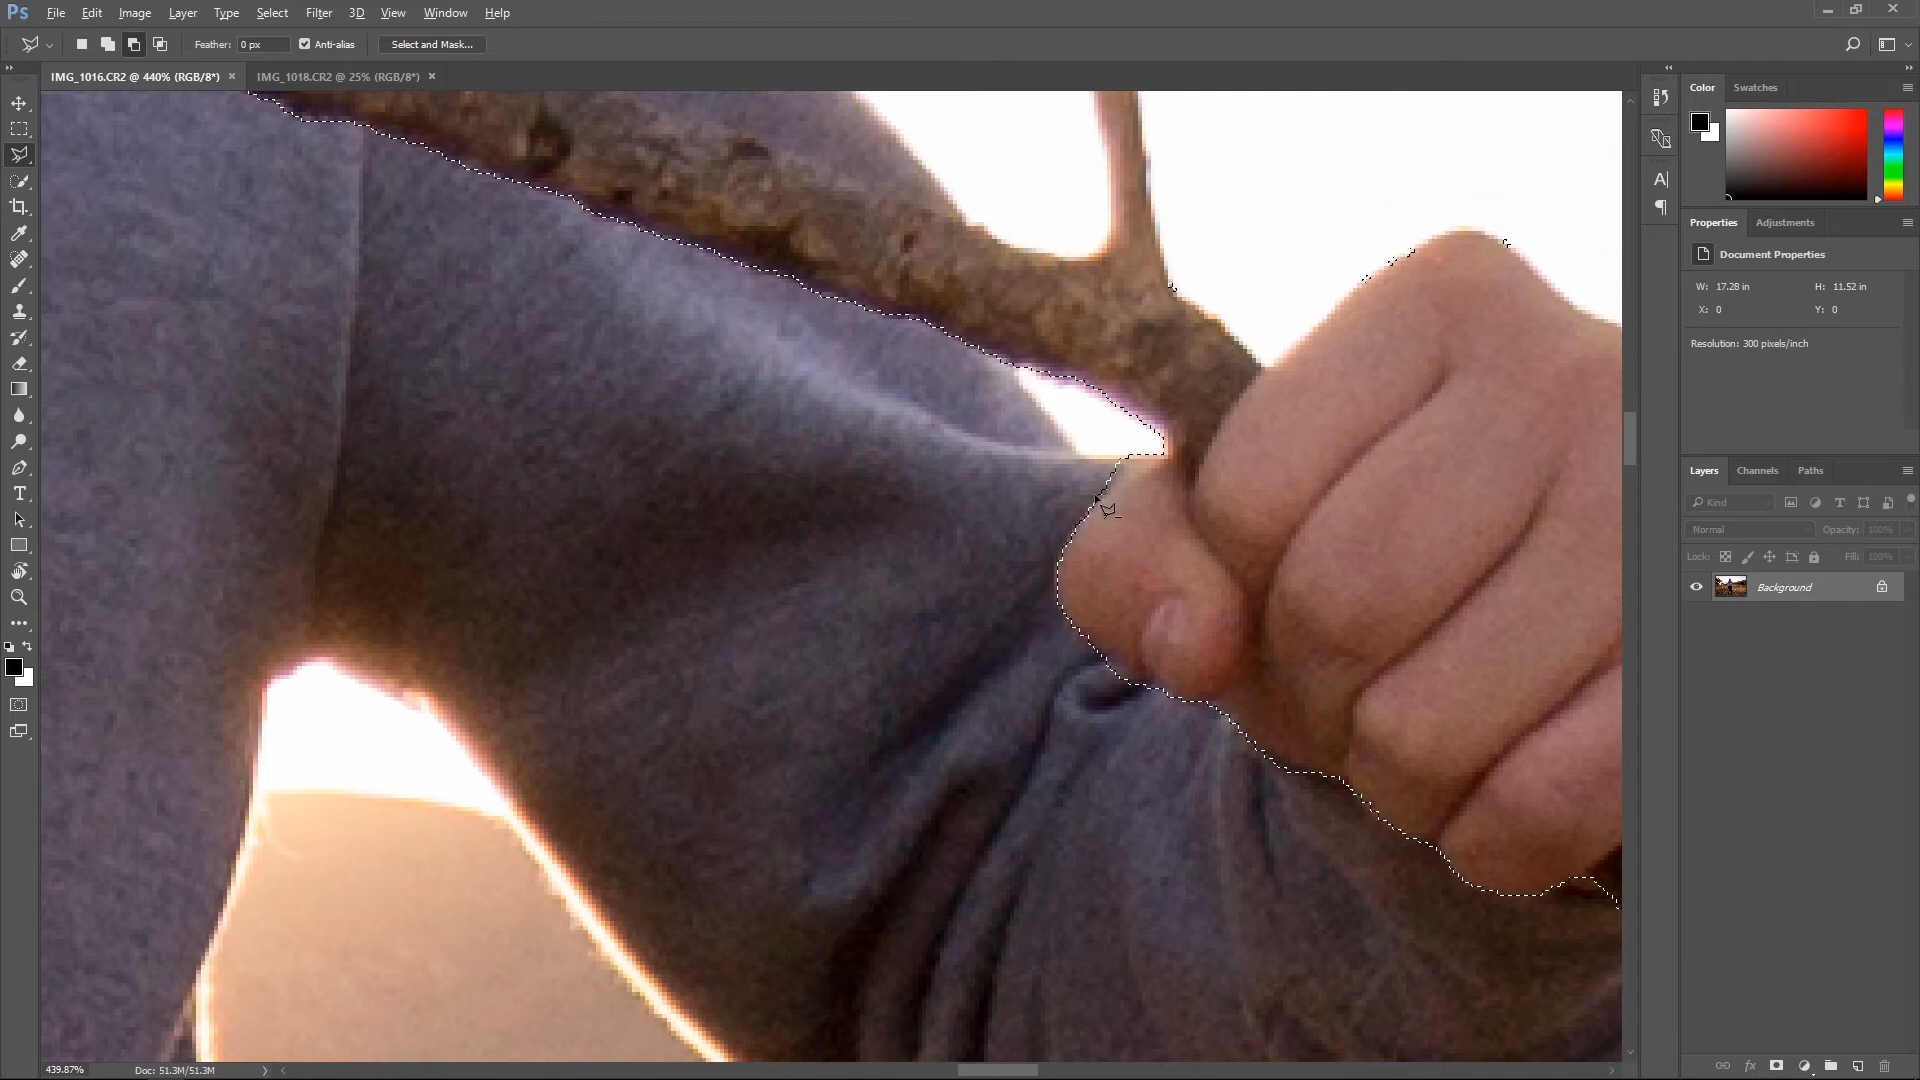 Ps File Edit Image Layer Type Select Filter 3D View Window Help
Feather: 0 px Anti-alias Select and Mask...
IMG_1016.CR2 @ 440% (RGB/8*) × IMG_1018.CR2 @ 25% (RGB/8*) ×
Color Swatches
Properties Adjustments
Document Properties
W: 17.28 in H: 11.52 in
X: 0 Y: 0
Resolution: 300 pixels/inch
Layers Channels Paths
Kind
Normal Opacity: 100%
Lock: Fill: 100%
Background
439.87% Doc: 51.3M/51.3M